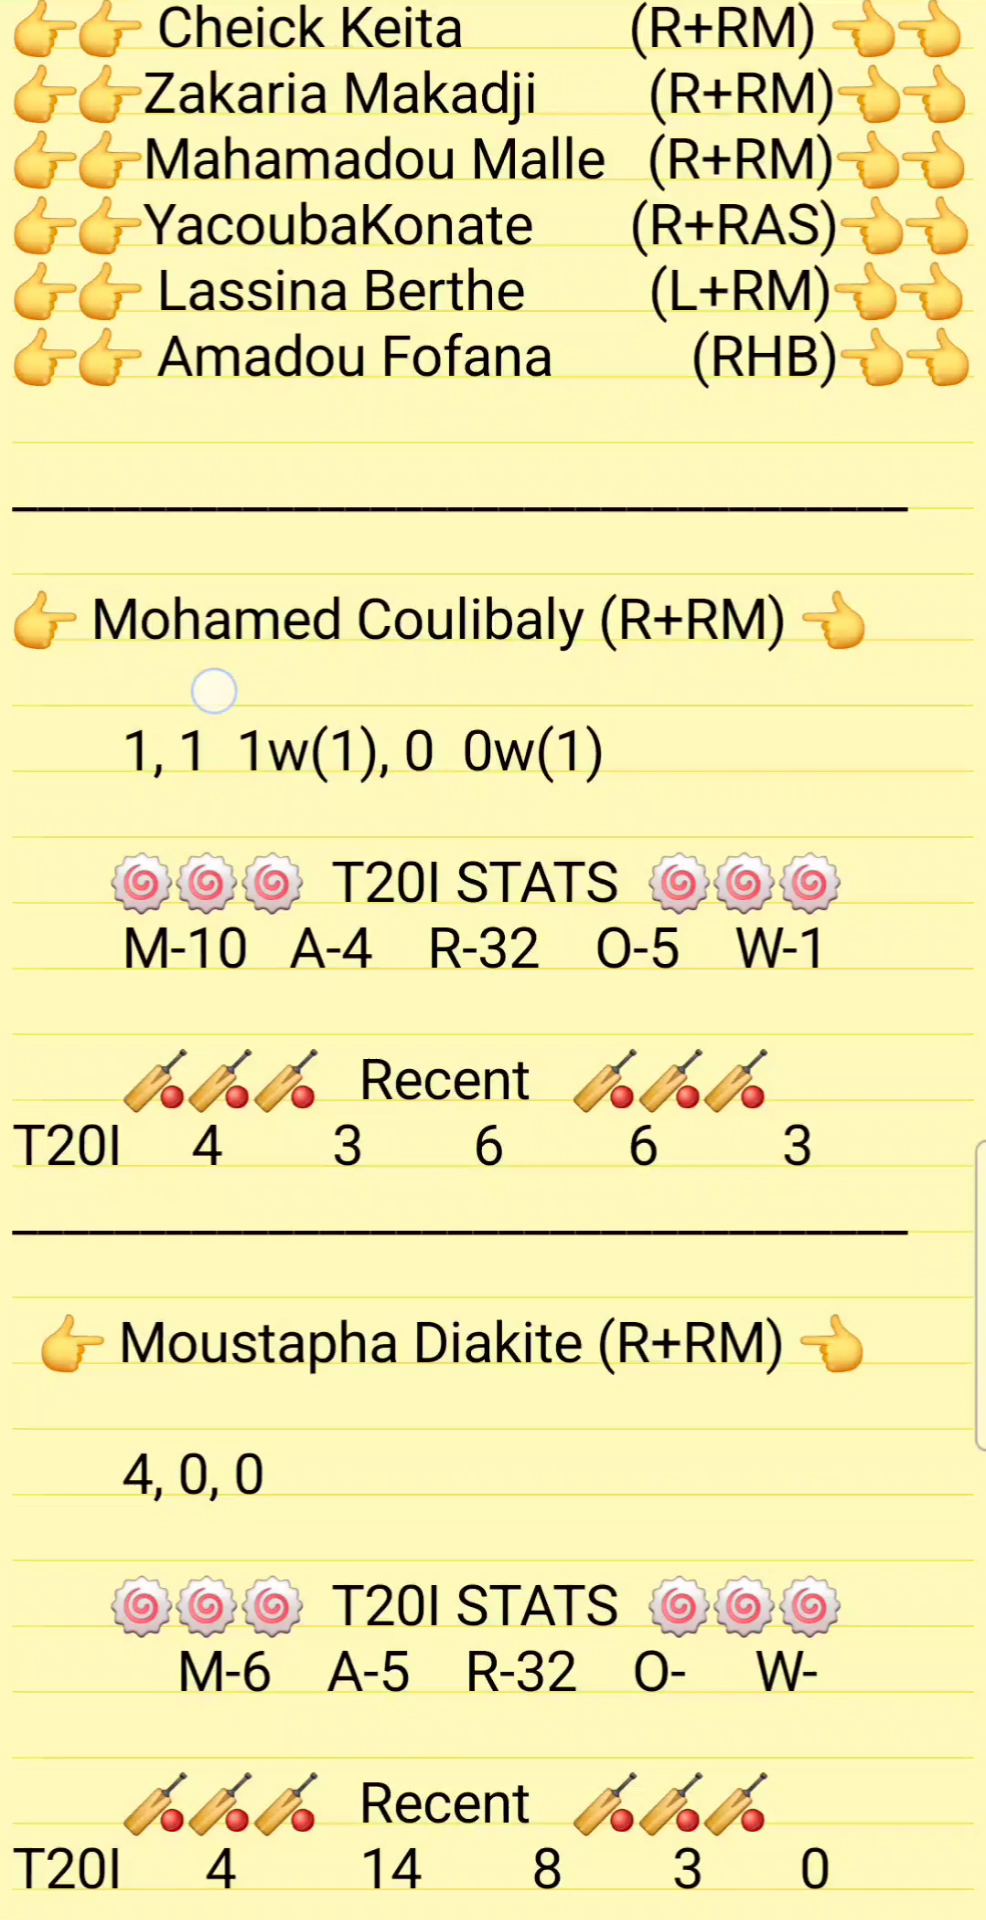 👉👉 Cheick Keita (R+RM) 👈👈
👉👉Zakaria Makadji (R+RM)👈👈
👉👉Mahamadou Malle (R+RM)👈👈
👉👉YacoubaKonate (R+RAS)👈👈
👉👉 Lassina Berthe (L+RM)👈👈
👉👉 Amadou Fofana (RHB)👈👈
👉 Mohamed Coulibaly (R+RM) 👈
1, 1 1w(1), 0 0w(1)
🍥🍥🍥 T20I STATS 🍥🍥🍥
M-10 A-4 R-32 O-5 W-1
🏏🏏🏏 Recent 🏏🏏🏏
T20I 4 3 6 6 3
👉 Moustapha Diakite (R+RM) 👈
4, 0, 0
🍥🍥🍥 T20I STATS 🍥🍥🍥
M-6 A-5 R-32 O- W-
🏏🏏🏏 Recent 🏏🏏🏏
T20I 4 14 8 3 0